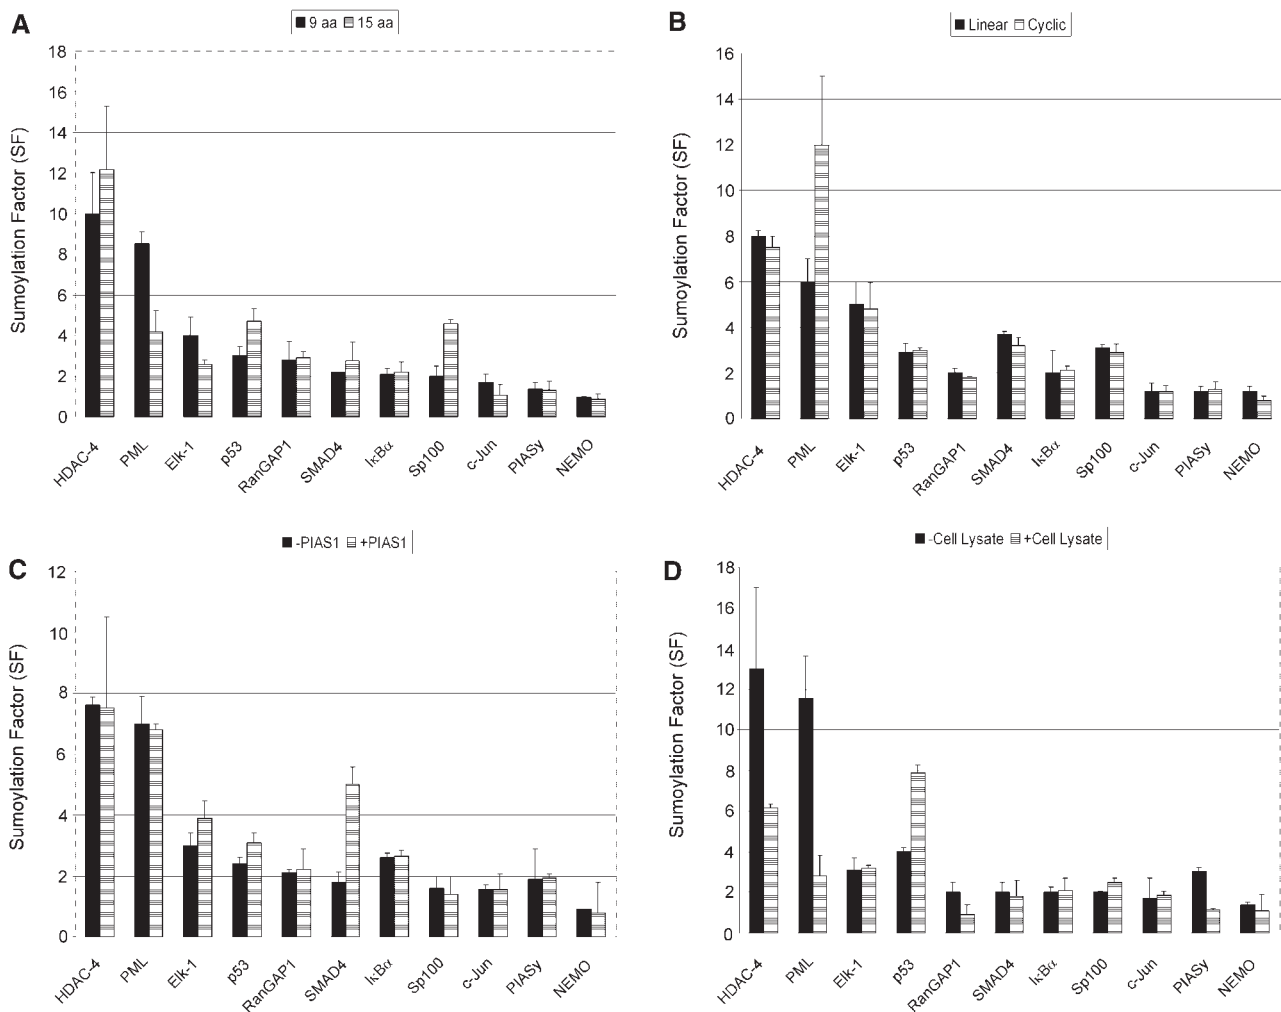 A
9 aa 15 aa
Sumoylation Factor (SF)
18
16
14
12
10
8
6
4
2
0
HDAC-4
PML
Elk-1
p53
RanGAP1
SMAD4
IκBα
Sp100
c-Jun
PIASy
NEMO
B
Linear Cyclic
Sumoylation Factor (SF)
16
14
12
10
8
6
4
2
0
HDAC-4
PML
Elk-1
p53
RanGAP1
SMAD4
IκBα
Sp100
c-Jun
PIASy
NEMO
C
-PIAS1 +PIAS1
Sumoylation Factor (SF)
12
10
8
6
4
2
0
HDAC-4
PML
Elk-1
p53
RanGAP1
SMAD4
IκBα
Sp100
c-Jun
PIASy
NEMO
D
-Cell Lysate +Cell Lysate
Sumoylation Factor (SF)
18
16
14
12
10
8
6
4
2
0
HDAC-4
PML
Elk-1
p53
RanGAP1
SMAD4
IκBα
Sp100
c-Jun
PIASy
NEMO